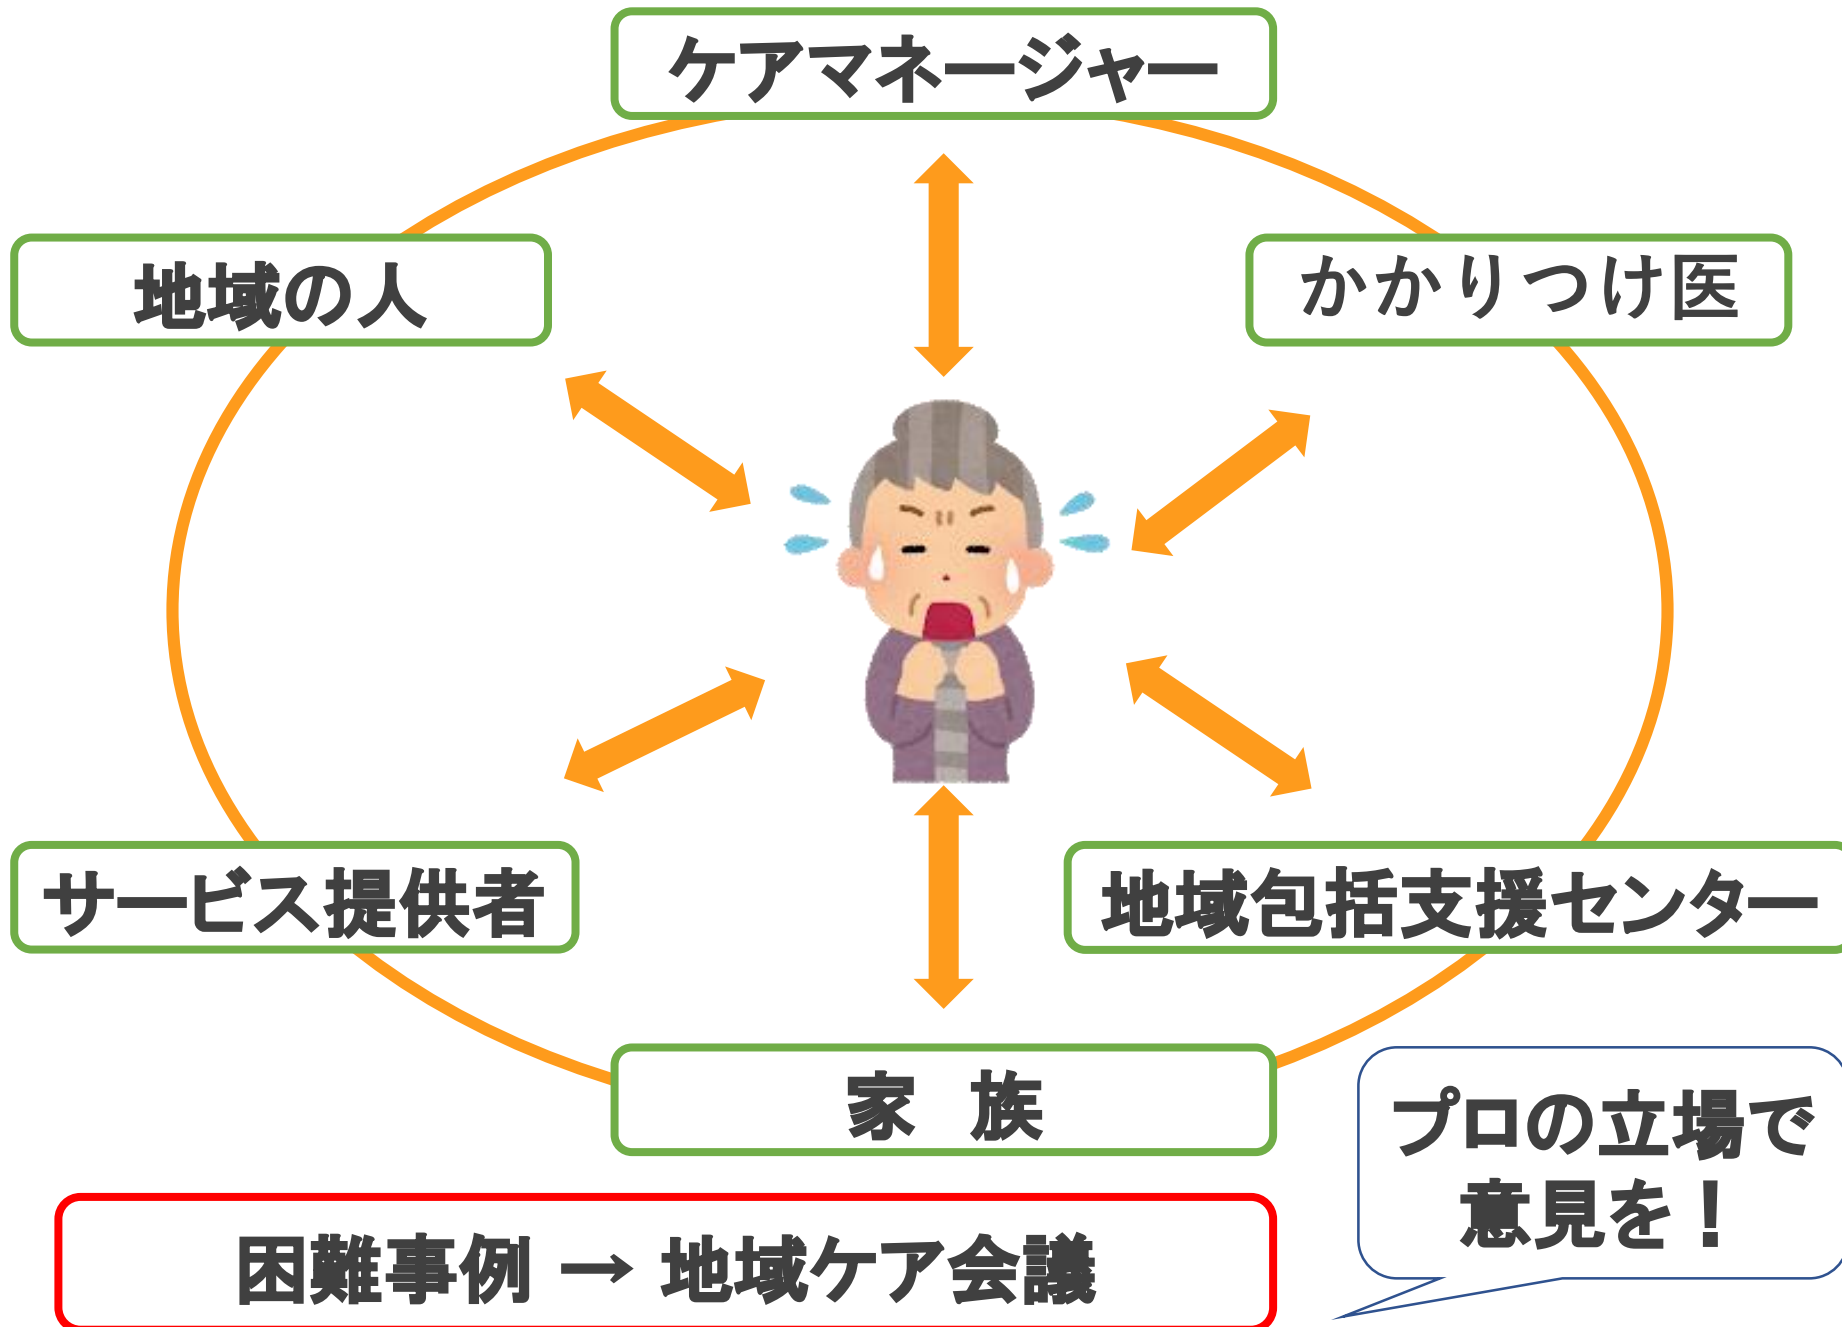 ケアマネージャー
地域の人
かかりつけ医
サービス提供者
地域包括支援センター
家　族
プロの立場で
意見を！
困難事例 → 地域ケア会議